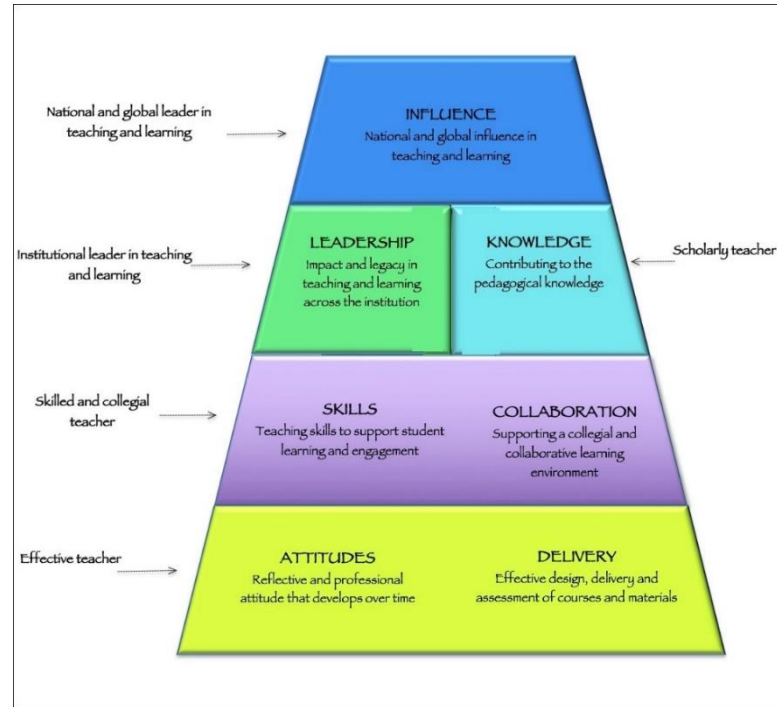 National and global leader in
teaching and learning
INFLUENCE
National and global influence in
teaching and learning
Institutional leader in teaching
and learning
LEADERSHIP
Impact and legacy in
teaching and learning
across the institution
KNOWLEDGE
Contributing to the
pedagogical knowledge
Scholarly teacher
Skilled and collegial
teacher
SKILLS
Teaching skills to support student
learning and engagement
COLLABORATION
Supporting a collegial and
collaborative learning
environment
Effective teacher
ATTITUDES
Reflective and professional
attitude that develops over time
DELIVERY
Effective design, delivery and
assessment of courses and materials